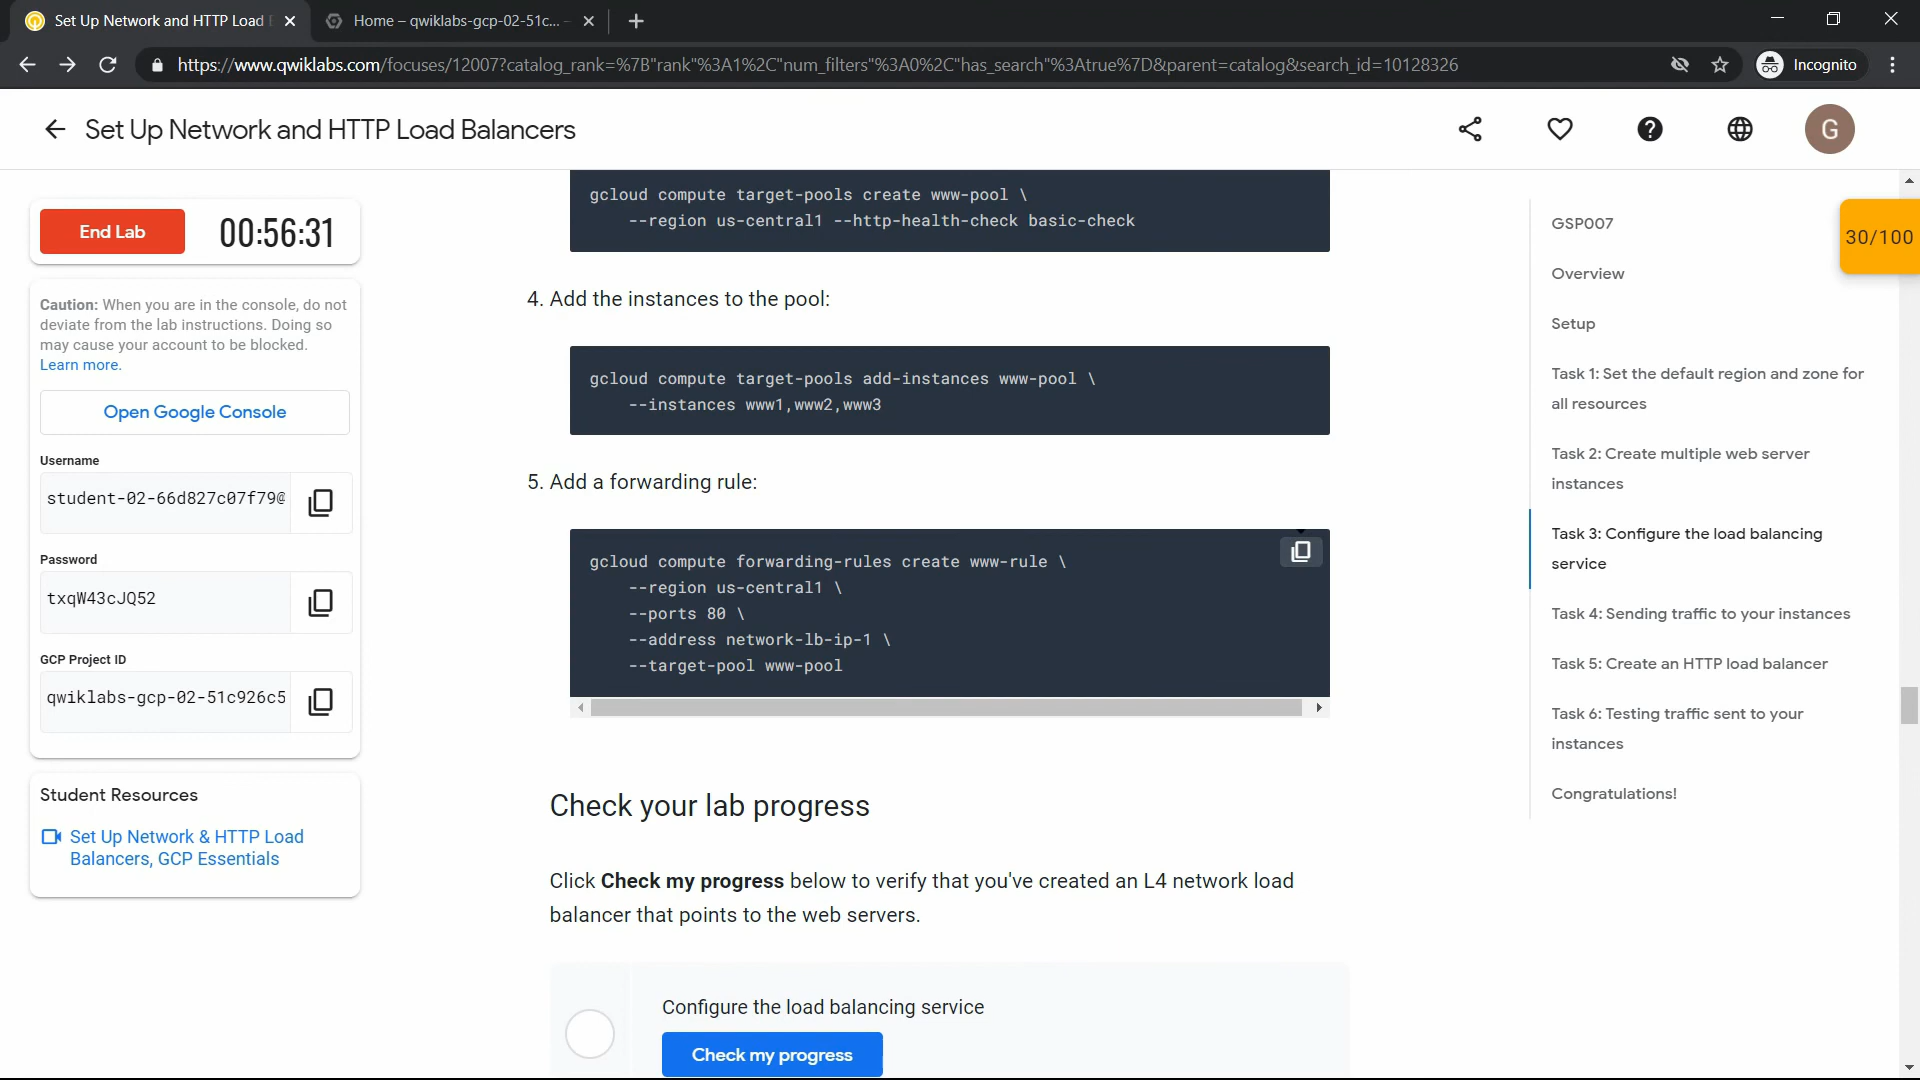 Set Up Network and HTTP Load
Home – qwiklabs-gcp-02-51c...
https://www.qwiklabs.com/focuses/12007?catalog_rank=%7B"rank"%3A1%2C"num_filters"%3A0%2C"has_search"%3Atrue%7D&parent=catalog&search_id=10128326
Incognito
Set Up Network and HTTP Load Balancers
G
End Lab
00:56:31
Caution: When you are in the console, do not
deviate from the lab instructions. Doing so
may cause your account to be blocked.
Learn more.
Open Google Console
Username
student-02-66d827c07f79@
Password
txqW43cJQ52
GCP Project ID
qwiklabs-gcp-02-51c926c5
Student Resources
Set Up Network & HTTP Load
Balancers, GCP Essentials
gcloud compute target-pools create www-pool \
--region us-central1 --http-health-check basic-check
4. Add the instances to the pool:
gcloud compute target-pools add-instances www-pool \
--instances www1,www2,www3
5. Add a forwarding rule:
gcloud compute forwarding-rules create www-rule \
--region us-central1 \
--ports 80 \
--address network-lb-ip-1 \
--target-pool www-pool
Check your lab progress
Click Check my progress below to verify that you've created an L4 network load
balancer that points to the web servers.
Configure the load balancing service
Check my progress
GSP007
30/100
Overview
Setup
Task 1: Set the default region and zone for
all resources
Task 2: Create multiple web server
instances
Task 3: Configure the load balancing
service
Task 4: Sending traffic to your instances
Task 5: Create an HTTP load balancer
Task 6: Testing traffic sent to your
instances
Congratulations!